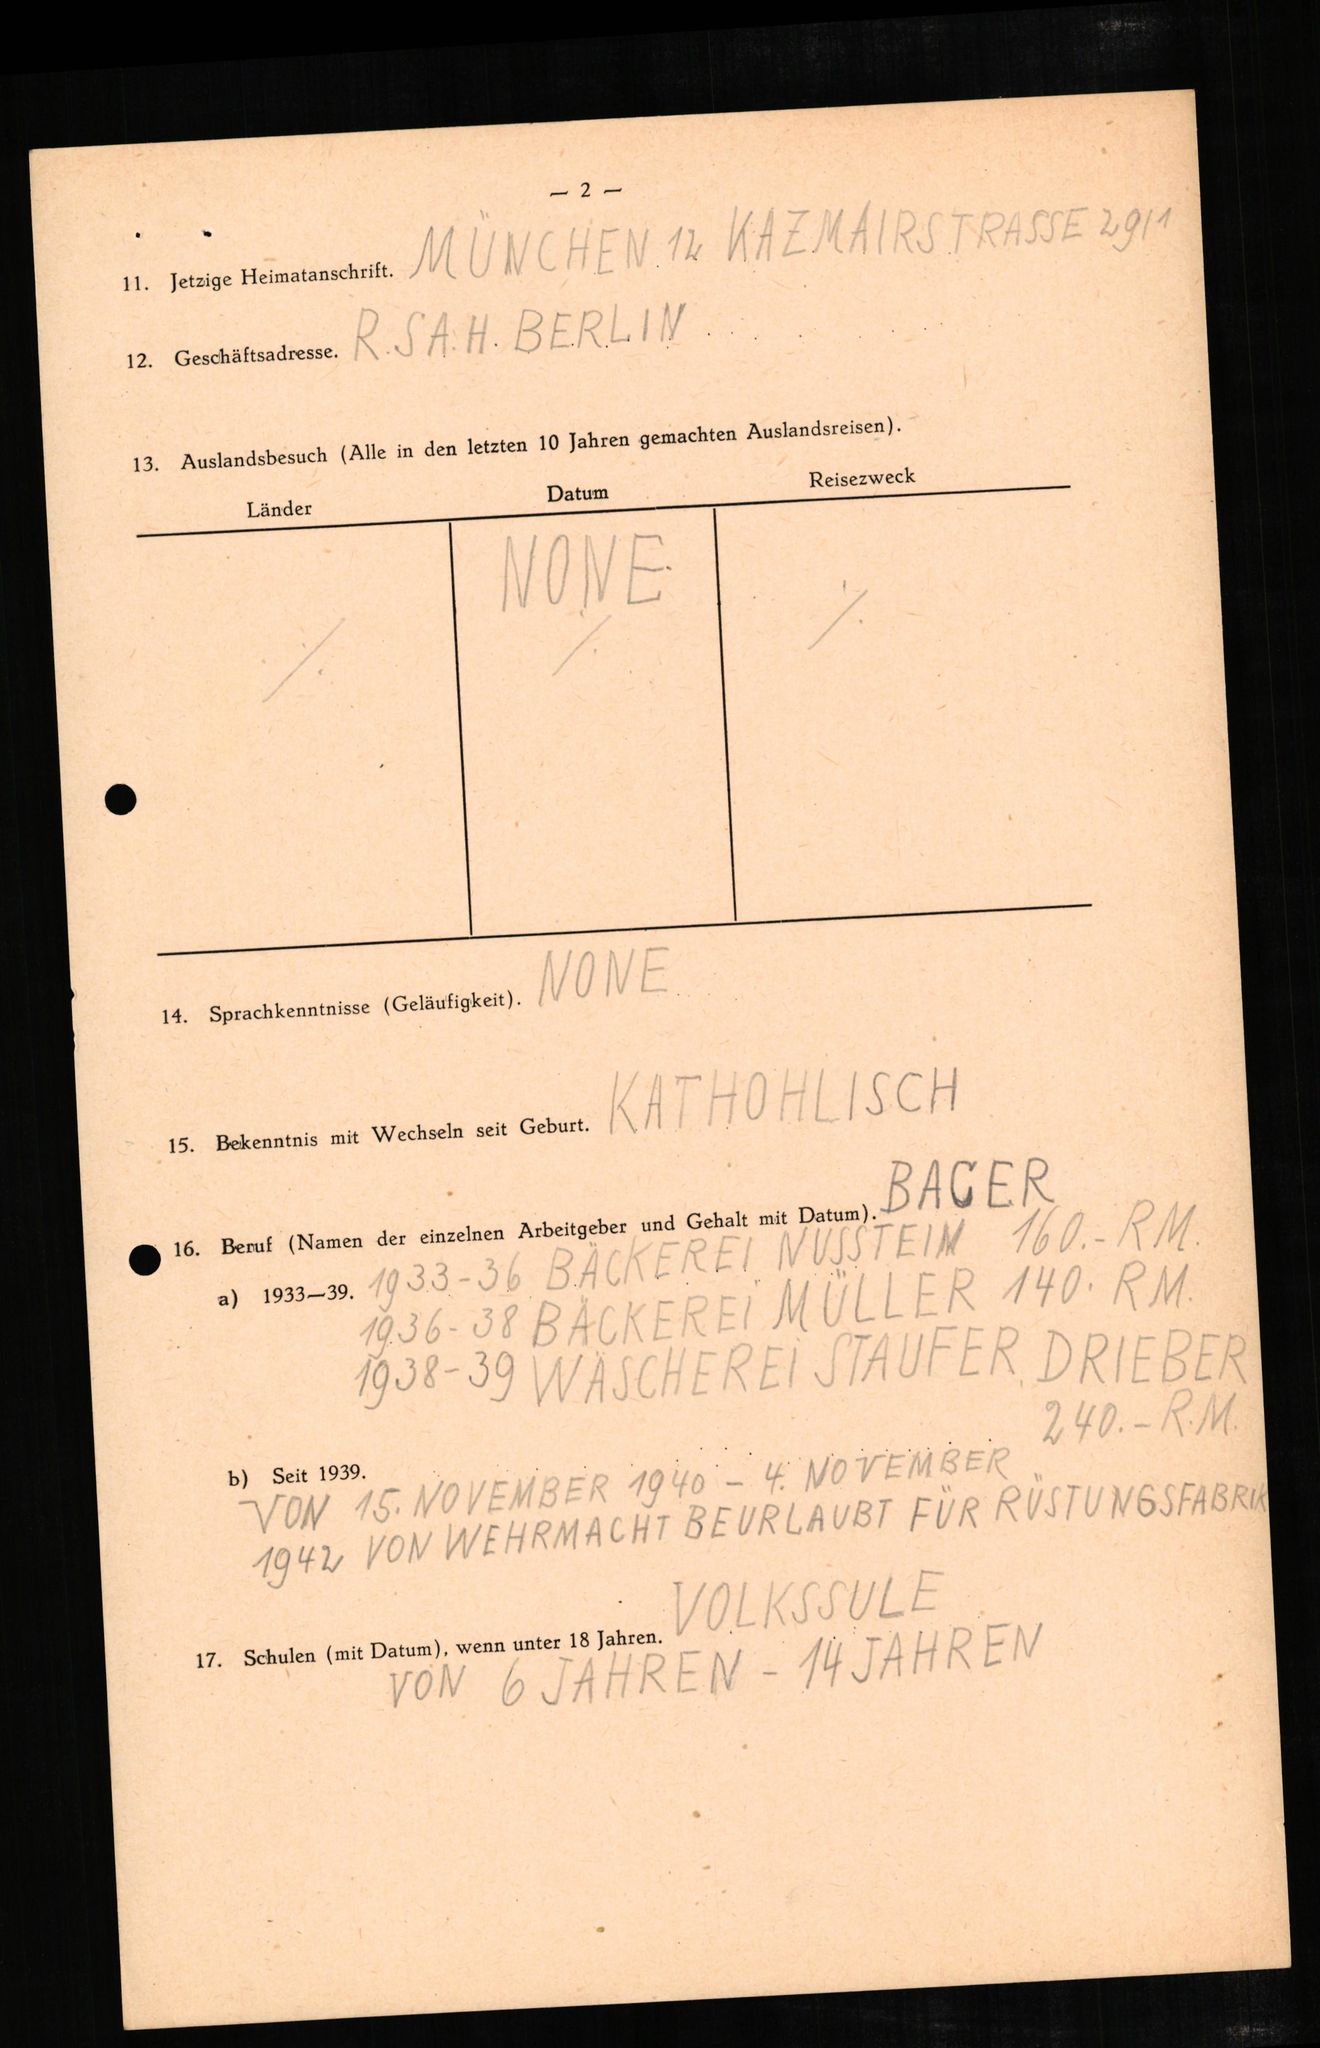 — 2 —
11. Jetzige Heimatanschrift. MÜNCHEN 12 KAZMAIRSTRASSE 29/1
12. Geschäftsadresse. R.SA.H. BERLIN
13. Auslandsbesuch (Alle in den letzten 10 Jahren gemachten Auslandsreisen).
Länder Datum Reisezweck
NONE
/. /. /.
14. Sprachkenntnisse (Geläufigkeit). NONE
15. Bekenntnis mit Wechseln seit Geburt. KATHOHLISCH
16. Beruf (Namen der einzelnen Arbeitgeber und Gehalt mit Datum). BACER
a) 1933—39. 1933-36 BÄCKEREI NUSSTEIN 160.- RM.
1936-38 BÄCKEREI MÜLLER 140. RM.
1938-39 WÄSCHEREI STAUFER DRIEBER
240.- R.M.
b) Seit 1939.
VON 15. NOVEMBER 1940 - 4. NOVEMBER
1942 VON WEHRMACHT BEURLAUBT FÜR RÜSTUNGSFABRIK
17. Schulen (mit Datum), wenn unter 18 Jahren. VOLKSSULE
VON 6 JAHREN - 14 JAHREN